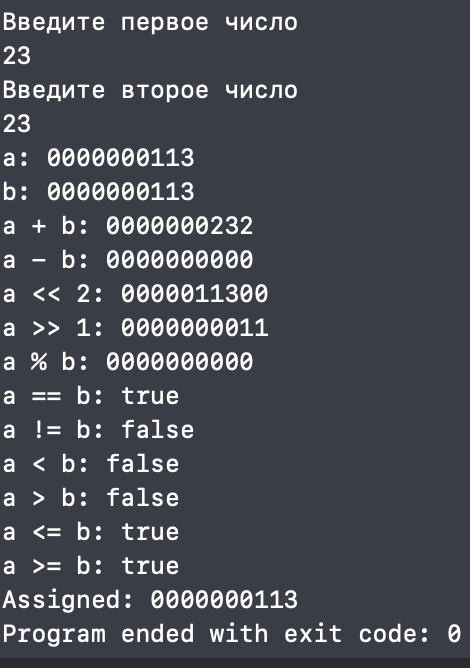 Введите первое число
23
Введите второе число
23
a: 0000000113
b: 0000000113
a + b: 0000000232
a - b: 0000000000
a << 2: 0000011300
a >> 1: 0000000011
a % b: 0000000000
a == b: true
a != b: false
a < b: false
a > b: false
a <= b: true
a >= b: true
Assigned: 0000000113
Program ended with exit code: 0